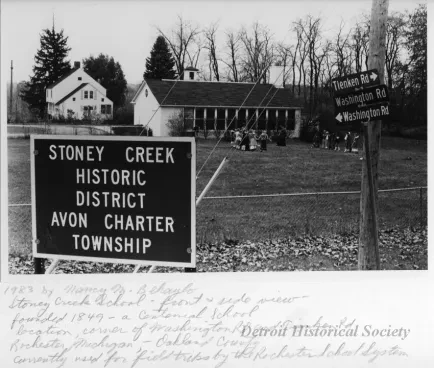 STONEY CREEK
HISTORIC
DISTRICT
AVON CHARTER
TOWNSHIP
Tienken Rd
Washington Rd
Washington Rd
1983 by Nancy
Stoney Creek School - front & side view -
founded 1849 - a Centennial School
location, corner of Washington
Rochester, Michigan - Oakland County
currently used for field trips by the Rochester School System
Detroit Historical Society